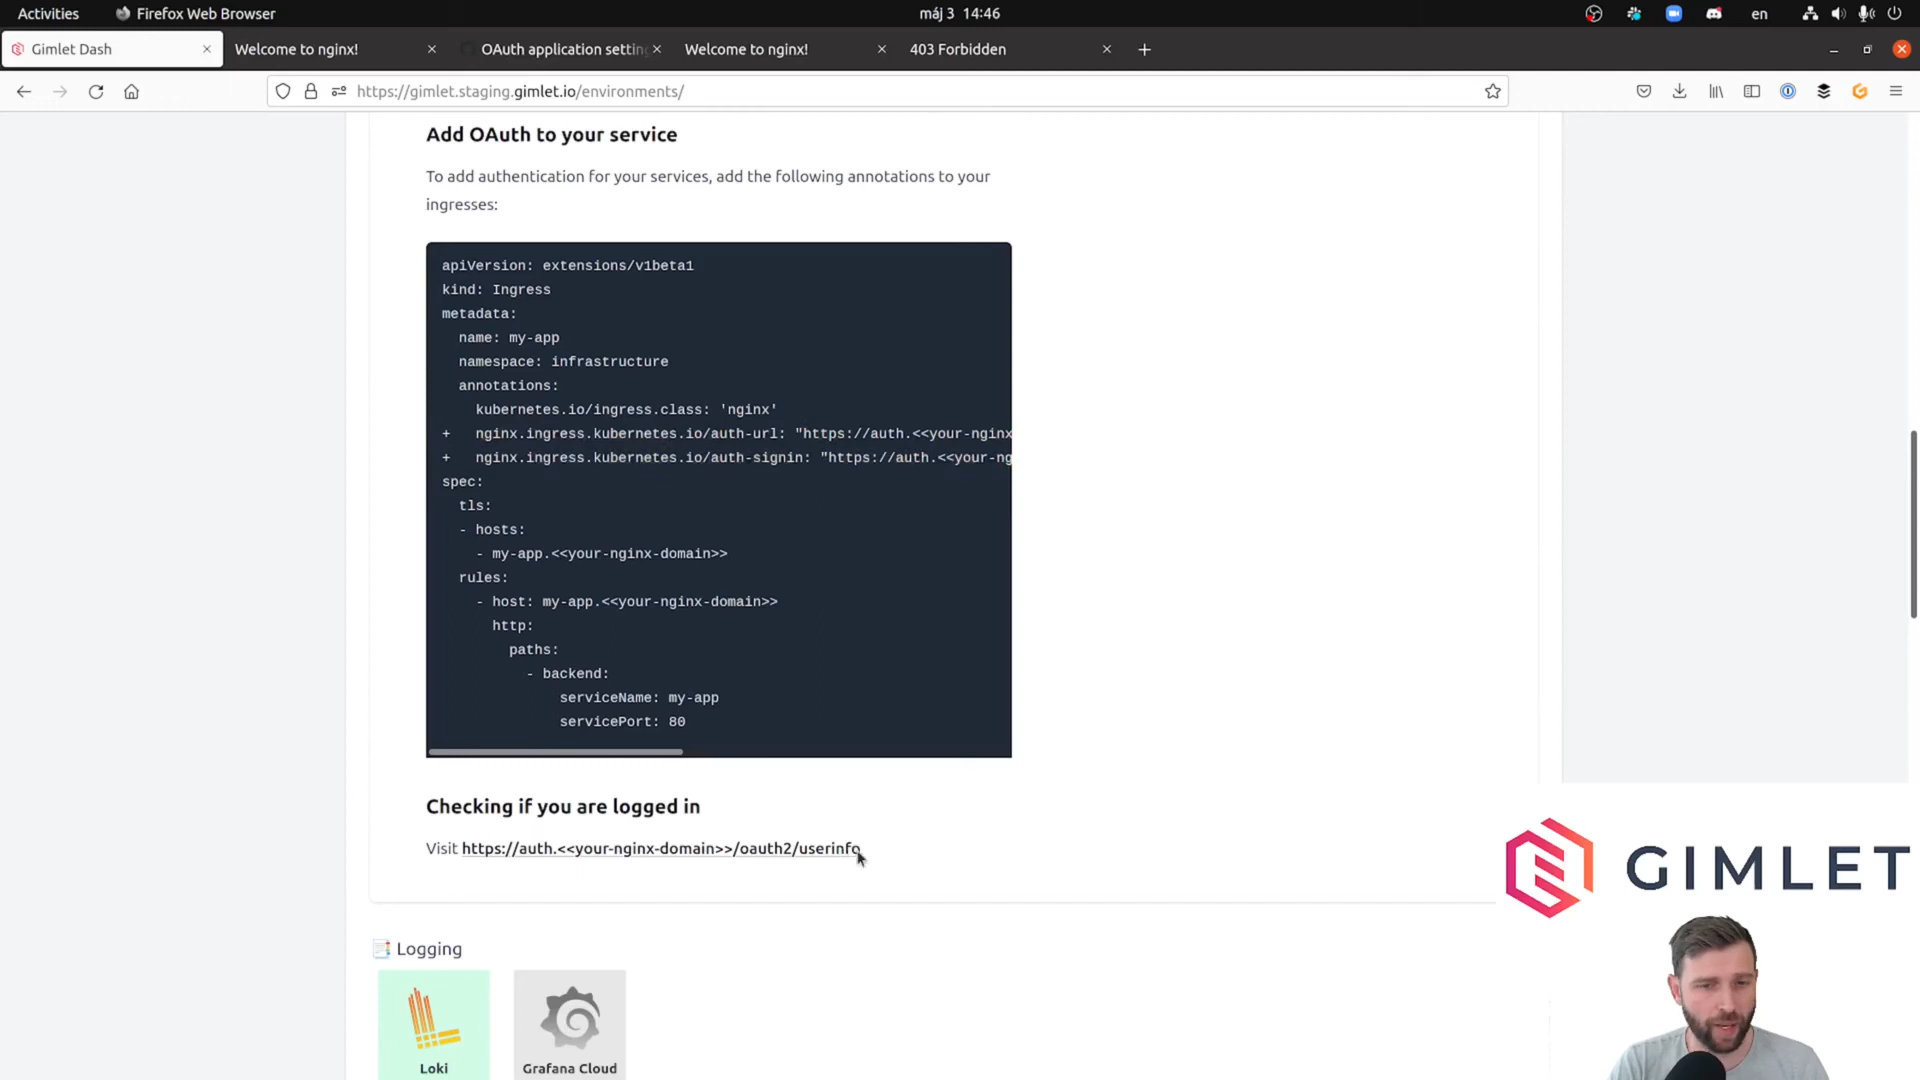 Activities
Firefox Web Browser
máj 3 14:46
en
Gimlet Dash
Welcome to nginx!
OAuth application settin
Welcome to nginx!
403 Forbidden
https://gimlet.staging.gimlet.io/environments/
Add OAuth to your service
To add authentication for your services, add the following annotations to your
ingresses:
apiVersion: extensions/v1beta1
kind: Ingress
metadata:
  name: my-app
  namespace: infrastructure
  annotations:
    kubernetes.io/ingress.class: 'nginx'
+   nginx.ingress.kubernetes.io/auth-url: "https://auth.<<your-nginx
+   nginx.ingress.kubernetes.io/auth-signin: "https://auth.<<your-ng
spec:
  tls:
  - hosts:
    - my-app.<<your-nginx-domain>>
  rules:
    - host: my-app.<<your-nginx-domain>>
      http:
        paths:
          - backend:
              serviceName: my-app
              servicePort: 80
Checking if you are logged in
Visit https://auth.<<your-nginx-domain>>/oauth2/userinfo
GIMLET
Logging
Loki
Grafana Cloud